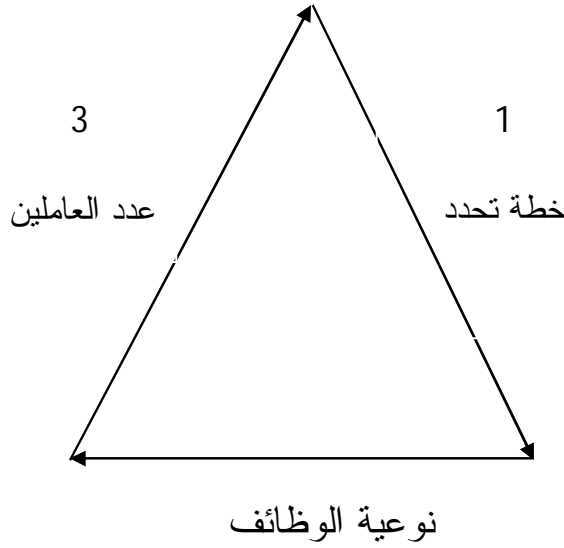 1
خطة تحدد
3
عدد العاملين
نوعية الوظائف